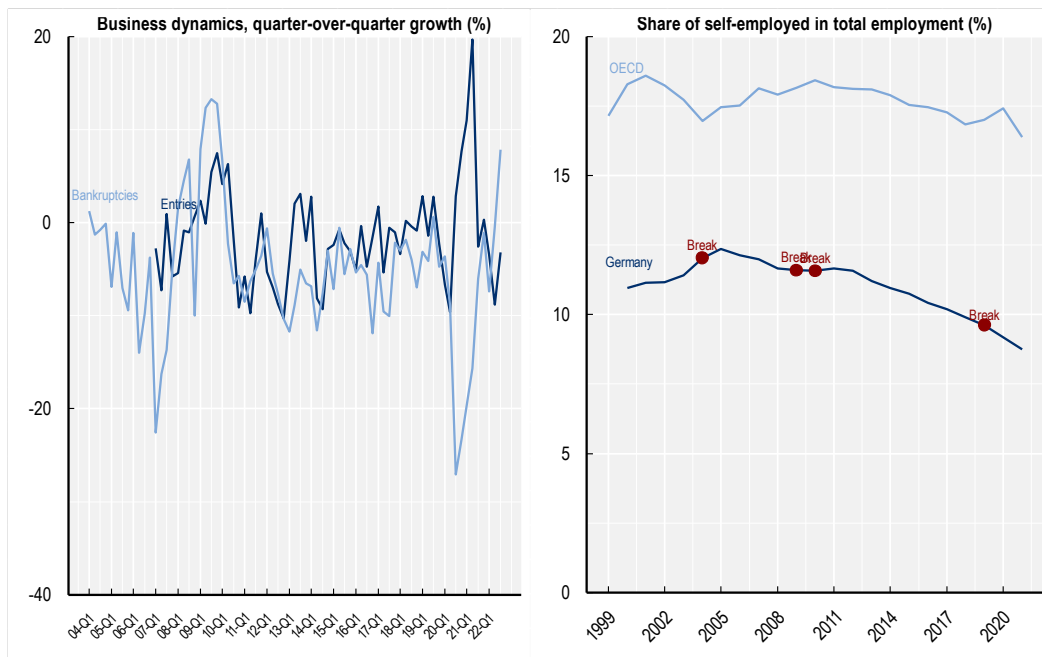 Business dynamics, quarter-over-quarter growth (%)
20
0
-20
-40
Bankruptcies
Entries
04-Q1
05-Q1
06-Q1
07-Q1
08-Q1
09-Q1
10-Q1
11-Q1
12-Q1
13-Q1
14-Q1
15-Q1
16-Q1
17-Q1
18-Q1
19-Q1
20-Q1
21-Q1
22-Q1
Share of self-employed in total employment (%)
20
15
10
5
0
OECD
Germany
Break
Break
Break
Break
1999
2002
2005
2008
2011
2014
2017
2020